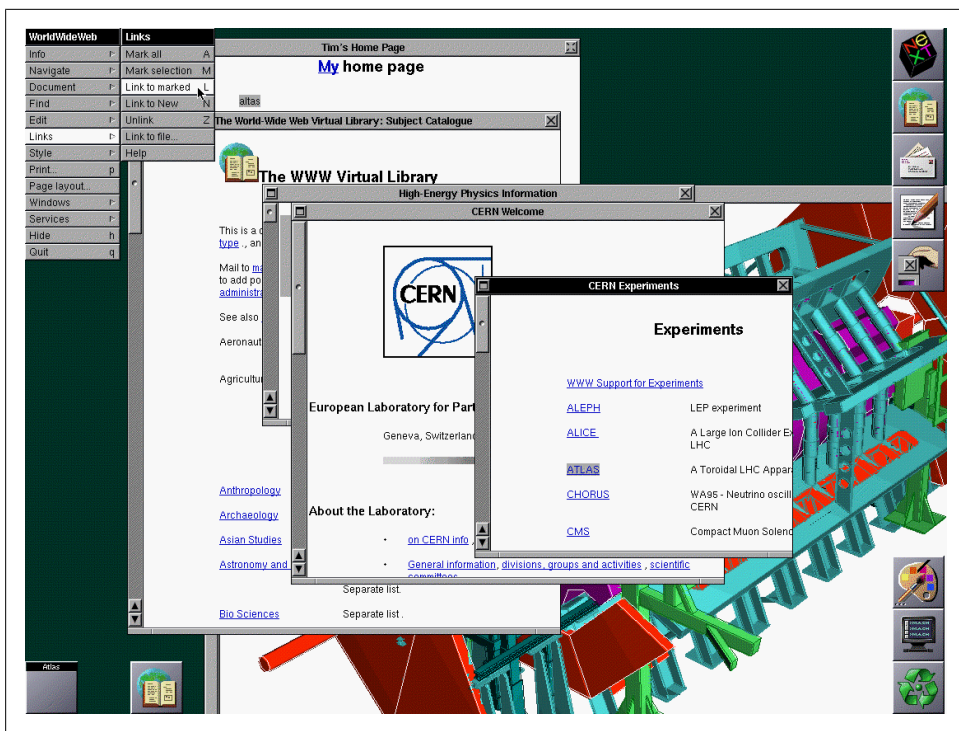 WorldWideWeb
Info
Navigate
Document
Find
Edit
Links
Style
Print... p
Page layout...
Windows
Services
Hide h
Quit q
Links
Mark all A
Mark selection M
Link to marked L
Link to New N
Unlink Z
Link to file...
Help
Tim's Home Page
My home page
altas
The World-Wide Web Virtual Library: Subject Catalogue
The WWW Virtual Library
This is a
type ., an
Mail to
to add po
administra
See also
Aeronaut
Agricultu
Anthropology
Archaeology
Asian Studies
Astronomy and
Separate list.
Bio Sciences Separate list .
High-Energy Physics Information
CERN Welcome
CERN
European Laboratory for Part
Geneva, Switzerland
About the Laboratory:
· on CERN info ,
· General information, divisions, groups and activities , scientific
committees
CERN Experiments
Experiments
WWW Support for Experiments
ALEPH LEP experiment
ALICE A Large Ion Collider E
LHC
ATLAS A Toroidal LHC Appara
CHORUS WA95 - Neutrino oscill
CERN
CMS Compact Muon Soleno
NeXT
Atlas